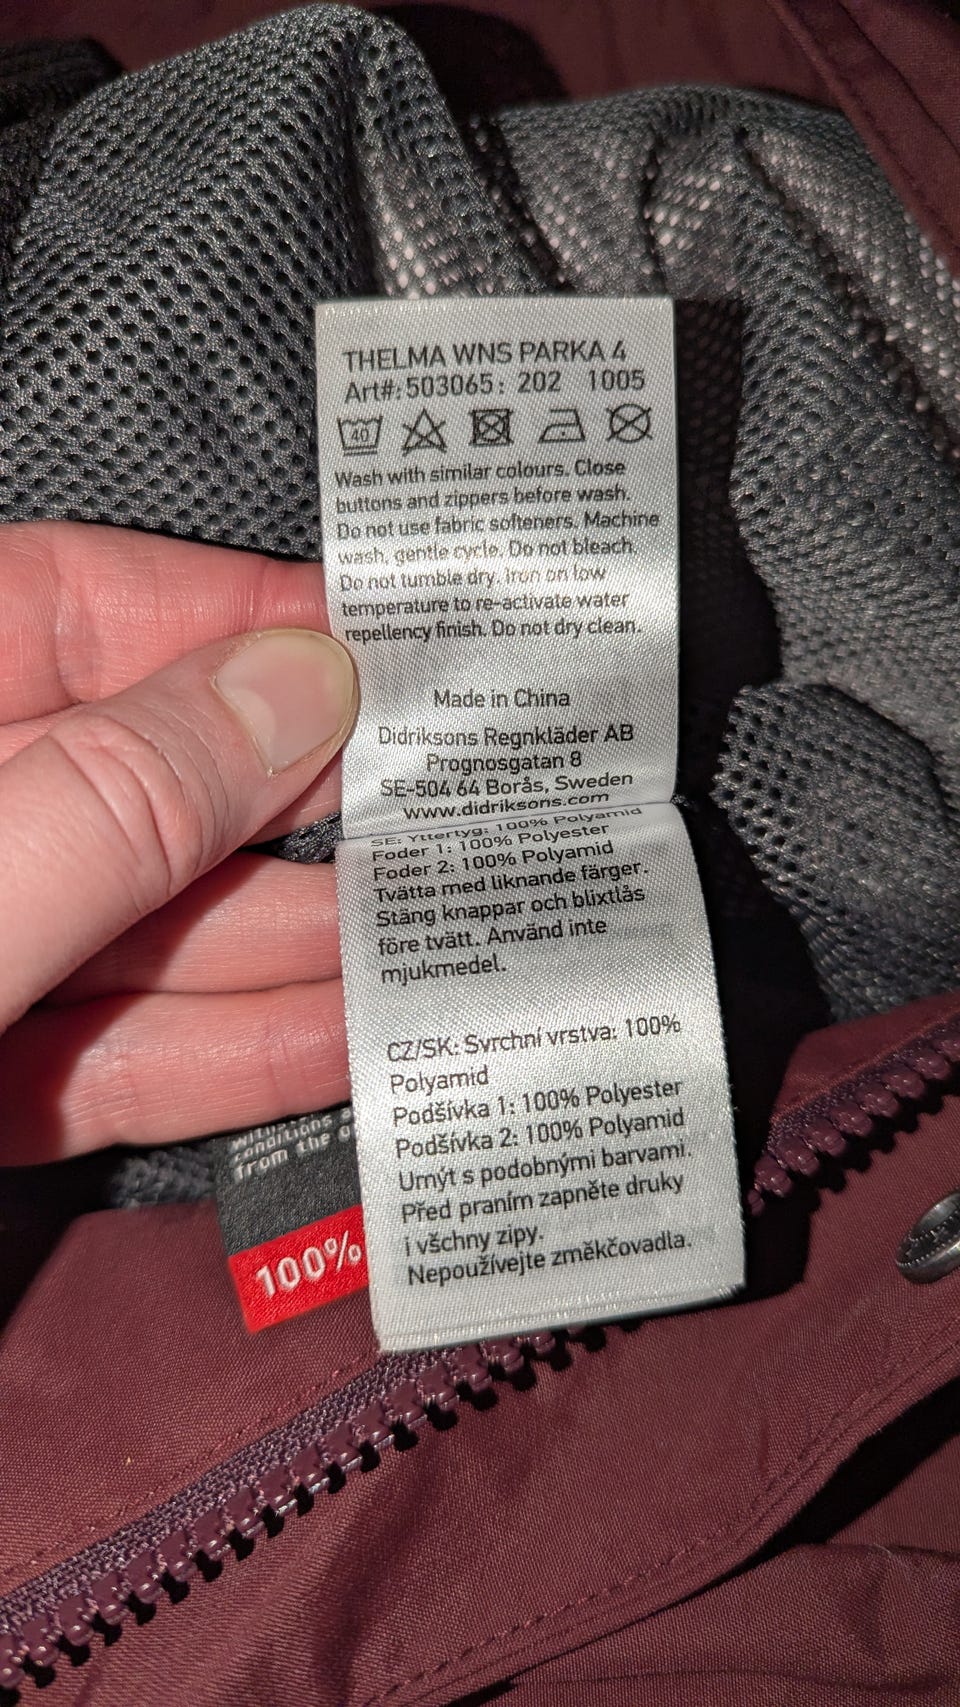 THELMA WNS PARKA 4
Art#: 503065: 202 1005
40
Wash with similar colours. Close
buttons and zippers before wash.
Do not use fabric softeners. Machine
wash, gentle cycle. Do not bleach.
Do not tumble dry. Iron on low
temperature to re-activate water
repellency finish. Do not dry clean.
Made in China
Didriksons Regnkläder AB
Prognosgatan 8
SE-504 64 Borås, Sweden
www.didriksons.com
SE: Yttertyg: 100% Polyamid
Foder 1: 100% Polyester
Foder 2: 100% Polyamid
Tvätta med liknande färger.
Stäng knappar och blixtlås
före tvätt. Använd inte
mjukmedel.
CZ/SK: Svrchní vrstva: 100%
Polyamid
Podšívka 1: 100% Polyester
Podšívka 2: 100% Polyamid
Umýt s podobnými barvami.
Před praním zapněte druky
i všchny zipy.
Nepoužívejte změkčovadla.
conditions
from the
100%